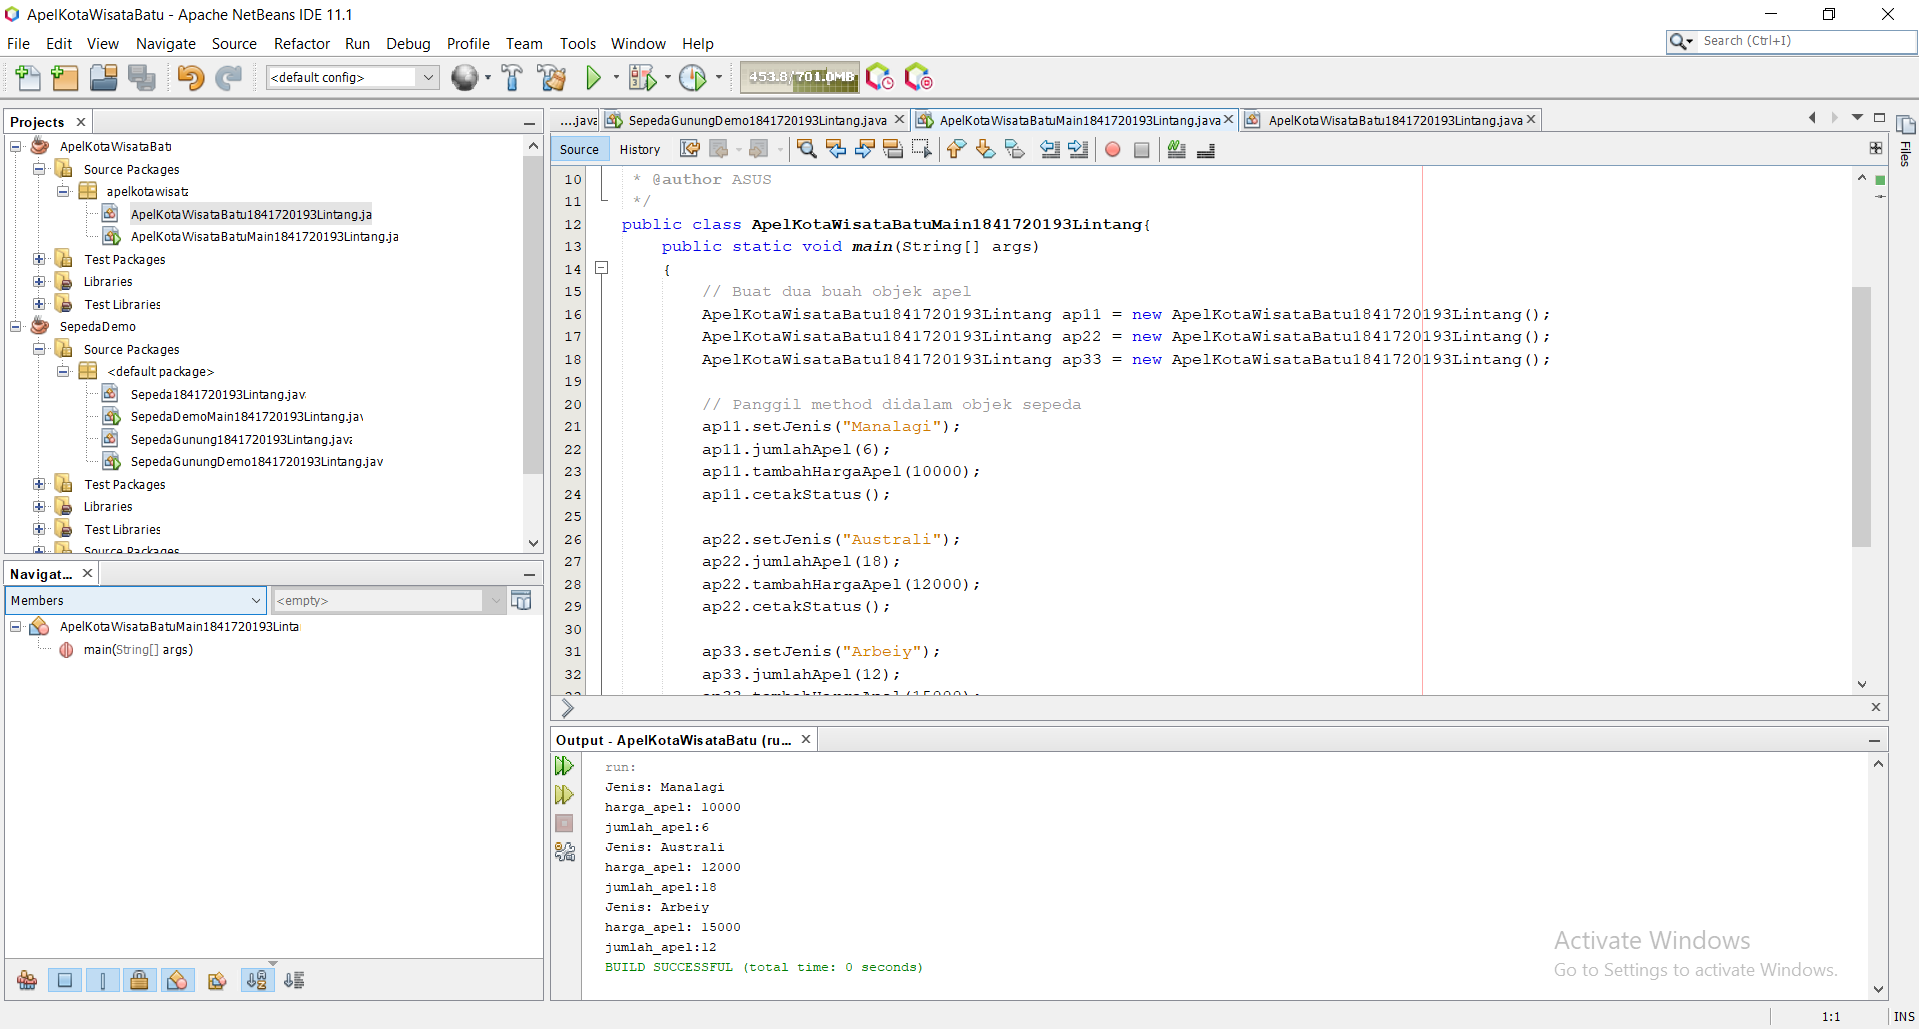 ApelKotaWisataBatu - Apache NetBeans IDE 11.1
File Edit View Navigate Source Refactor Run Debug Profile Team Tools Window Help
Search (Ctrl+I)
<default config>
453.8/701.0MB
Projects
ApelKotaWisataBat
Source Packages
apelkotawisata
ApelKotaWisataBatu1841720193Lintang.ja
ApelKotaWisataBatuMain1841720193Lintang.ja
Test Packages
Libraries
Test Libraries
SepedaDemo
Source Packages
<default package>
Sepeda1841720193Lintang.jav
SepedaDemoMain1841720193Lintang.jav
SepedaGunung1841720193Lintang.java
SepedaGunungDemo1841720193Lintang.jav
Test Packages
Libraries
Test Libraries
Source Packages
Navigat...
Members
<empty>
ApelKotaWisataBatuMain1841720193Linta
main(String[] args)
....java SepedaGunungDemo1841720193Lintang.java ApelKotaWisataBatuMain1841720193Lintang.java ApelKotaWisataBatu1841720193Lintang.java
Files
Source History
10 * @author ASUS
11 */
12 public class ApelKotaWisataBatuMain1841720193Lintang{
13 public static void main(String[] args)
14 {
15 // Buat dua buah objek apel
16 ApelKotaWisataBatu1841720193Lintang ap11 = new ApelKotaWisataBatu1841720193Lintang();
17 ApelKotaWisataBatu1841720193Lintang ap22 = new ApelKotaWisataBatu1841720193Lintang();
18 ApelKotaWisataBatu1841720193Lintang ap33 = new ApelKotaWisataBatu1841720193Lintang();
19
20 // Panggil method didalam objek sepeda
21 ap11.setJenis("Manalagi");
22 ap11.jumlahApel(6);
23 ap11.tambahHargaApel(10000);
24 ap11.cetakStatus();
25
26 ap22.setJenis("Australi");
27 ap22.jumlahApel(18);
28 ap22.tambahHargaApel(12000);
29 ap22.cetakStatus();
30
31 ap33.setJenis("Arbeiy");
32 ap33.jumlahApel(12);
33 ap33.tambahHargaApel(15000);
Output - ApelKotaWisataBatu (ru...
run:
Jenis: Manalagi
harga_apel: 10000
jumlah_apel:6
Jenis: Australi
harga_apel: 12000
jumlah_apel:18
Jenis: Arbeiy
harga_apel: 15000
jumlah_apel:12
BUILD SUCCESSFUL (total time: 0 seconds)
Activate Windows
Go to Settings to activate Windows.
1:1 INS